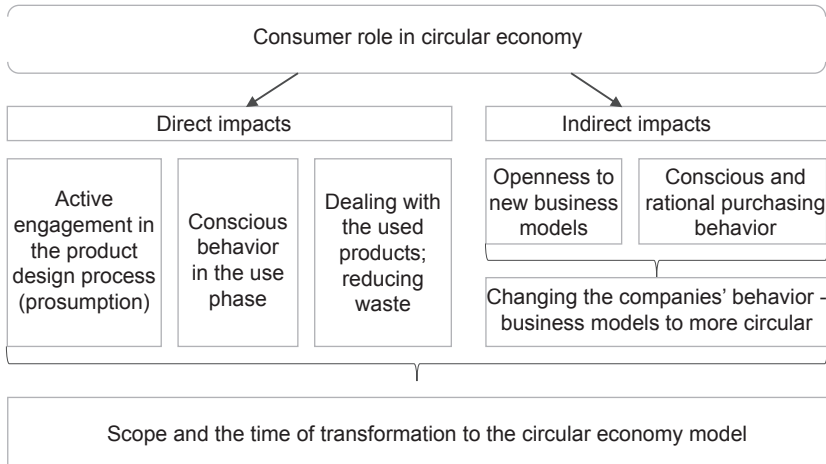 Consumer role in circular economy
Direct impacts
Indirect impacts
Active
engagement in
the product
design process
(prosumption)
Conscious
behavior
in the use
phase
Dealing with
the used
products;
reducing
waste
Openness to
new business
models
Conscious and
rational purchasing
behavior
Changing the companies’ behavior -
business models to more circular
Scope and the time of transformation to the circular economy model